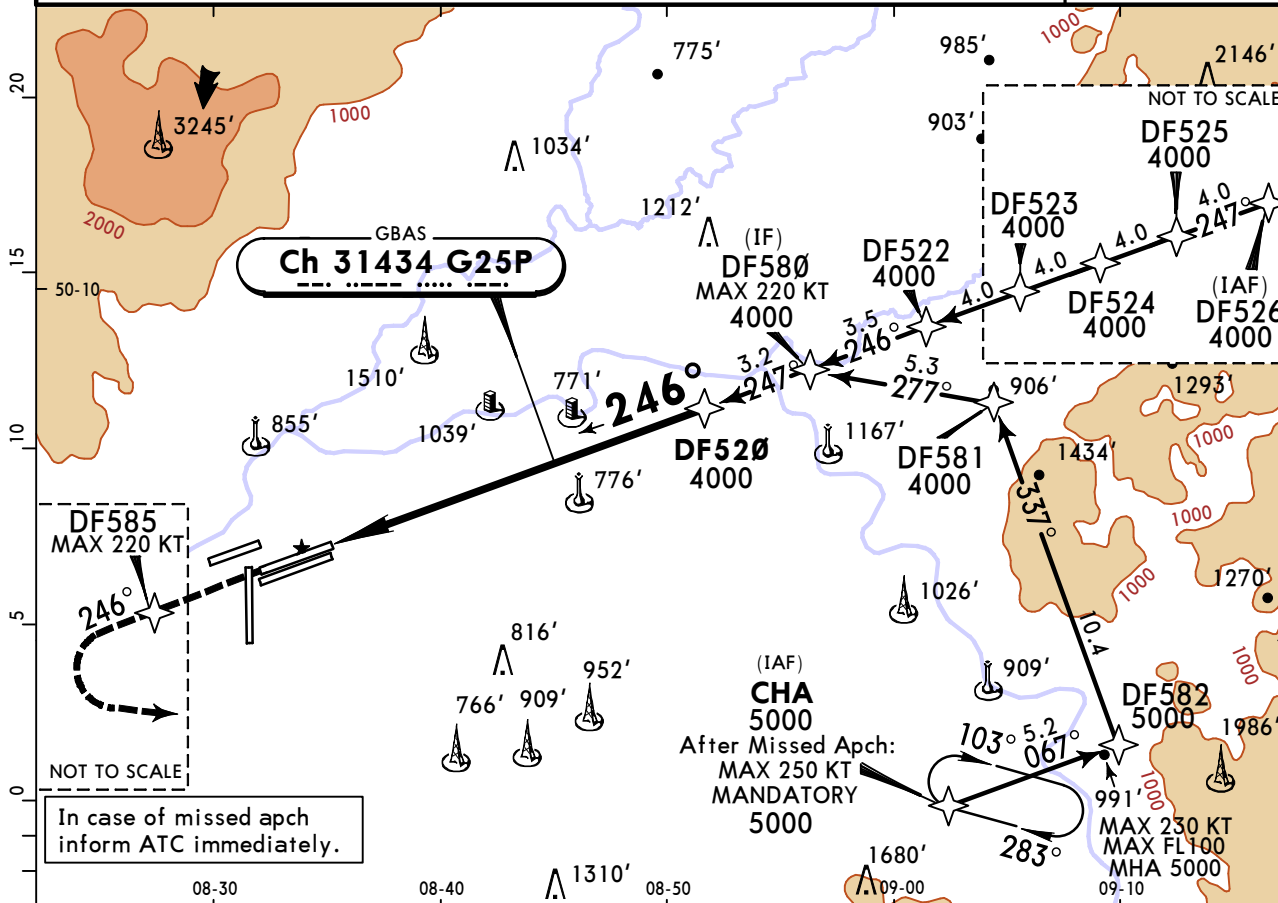 775'
985'
1000
2146'
20
NOT TO SCALE
3245'
1000
903'
DF525
4000
1034'
4.0
247°
2000
1212'
DF523
4000
4.0
GBAS
Ch 31434 G25P
(IF)
DF580
MAX 220 KT
4000
DF522
4000
4.0
15
50-10
4.0
DF524
4000
(IAF)
DF526
4000
3.5
246°
1510'
3.2
247°
5.3
277°
906'
1293'
771'
246°
855'
1039'
1000
10
DF520
4000
1167'
DF581
4000
1434'
776'
337°
1000
DF585
MAX 220 KT
1270'
1000
246°
1026'
5
10.4
816'
1000
952'
(IAF)
CHA
5000
After Missed Apch:
MAX 250 KT
MANDATORY
5000
909'
DF582
5000
766'
909'
1986'
103°
5.2
067°
NOT TO SCALE
0
1000
991'
In case of missed apch
inform ATC immediately.
283°
MAX 230 KT
MAX FL100
MHA 5000
1310'
1680'
08-30
08-40
08-50
09-00
09-10